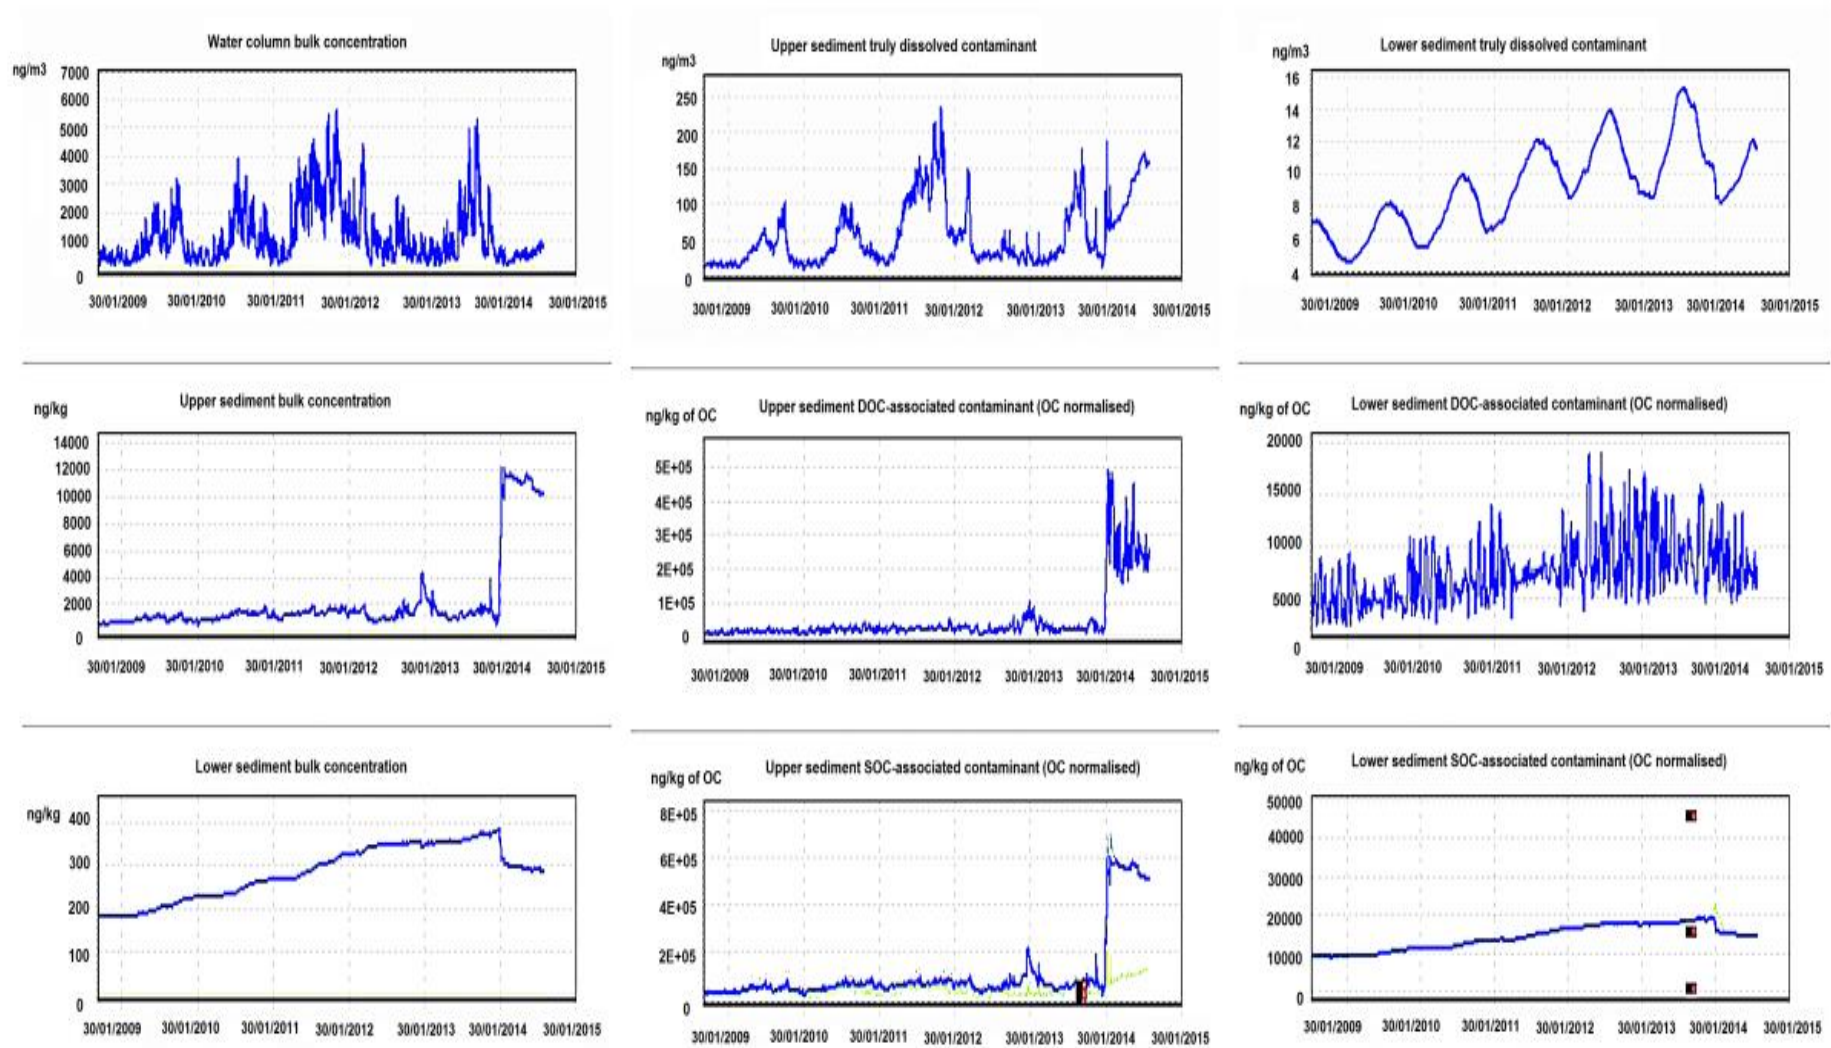 Water column bulk concentration
ng/m3
7000
6000
5000
4000
3000
2000
1000
0
30/01/2009 30/01/2010 30/01/2011 30/01/2012 30/01/2013 30/01/2014 30/01/2015
Upper sediment truly dissolved contaminant
ng/m3
250
200
150
100
50
0
30/01/2009 30/01/2010 30/01/2011 30/01/2012 30/01/2013 30/01/2014 30/01/2015
Lower sediment truly dissolved contaminant
ng/m3
16
14
12
10
8
6
4
30/01/2009 30/01/2010 30/01/2011 30/01/2012 30/01/2013 30/01/2014 30/01/2015
Upper sediment bulk concentration
ng/kg
14000
12000
10000
8000
6000
4000
2000
0
30/01/2009 30/01/2010 30/01/2011 30/01/2012 30/01/2013 30/01/2014 30/01/2015
Upper sediment DOC-associated contaminant (OC normalised)
ng/kg of OC
5E+05
4E+05
3E+05
2E+05
1E+05
0
30/01/2009 30/01/2010 30/01/2011 30/01/2012 30/01/2013 30/01/2014 30/01/2015
Lower sediment DOC-associated contaminant (OC normalised)
ng/kg of OC
20000
15000
10000
5000
0
30/01/2009 30/01/2010 30/01/2011 30/01/2012 30/01/2013 30/01/2014 30/01/2015
Lower sediment bulk concentration
ng/kg
400
300
200
100
0
30/01/2009 30/01/2010 30/01/2011 30/01/2012 30/01/2013 30/01/2014 30/01/2015
Upper sediment SOC-associated contaminant (OC normalised)
ng/kg of OC
8E+05
6E+05
4E+05
2E+05
0
30/01/2009 30/01/2010 30/01/2011 30/01/2012 30/01/2013 30/01/2014 30/01/2015
Lower sediment SOC-associated contaminant (OC normalised)
ng/kg of OC
50000
40000
30000
20000
10000
0
30/01/2009 30/01/2010 30/01/2011 30/01/2012 30/01/2013 30/01/2014 30/01/2015